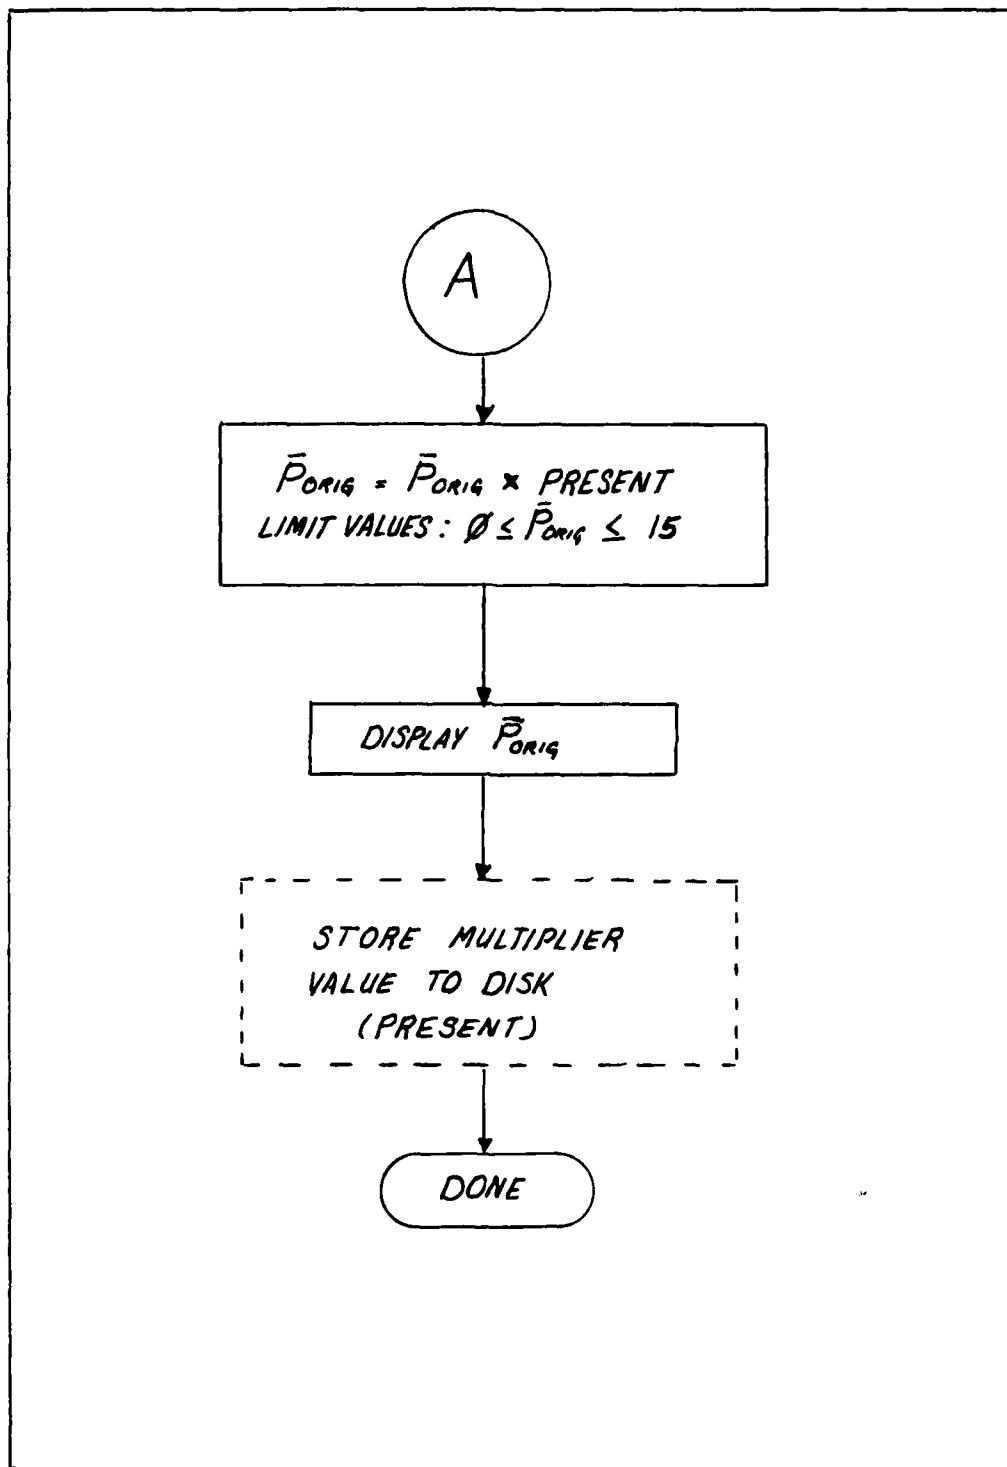 A
P̄ORIG = P̄ORIG × PRESENT
LIMIT VALUES: Ø ≤ P̄ORIG ≤ 15
DISPLAY P̄ORIG
STORE MULTIPLIER
VALUE TO DISK
(PRESENT)
DONE